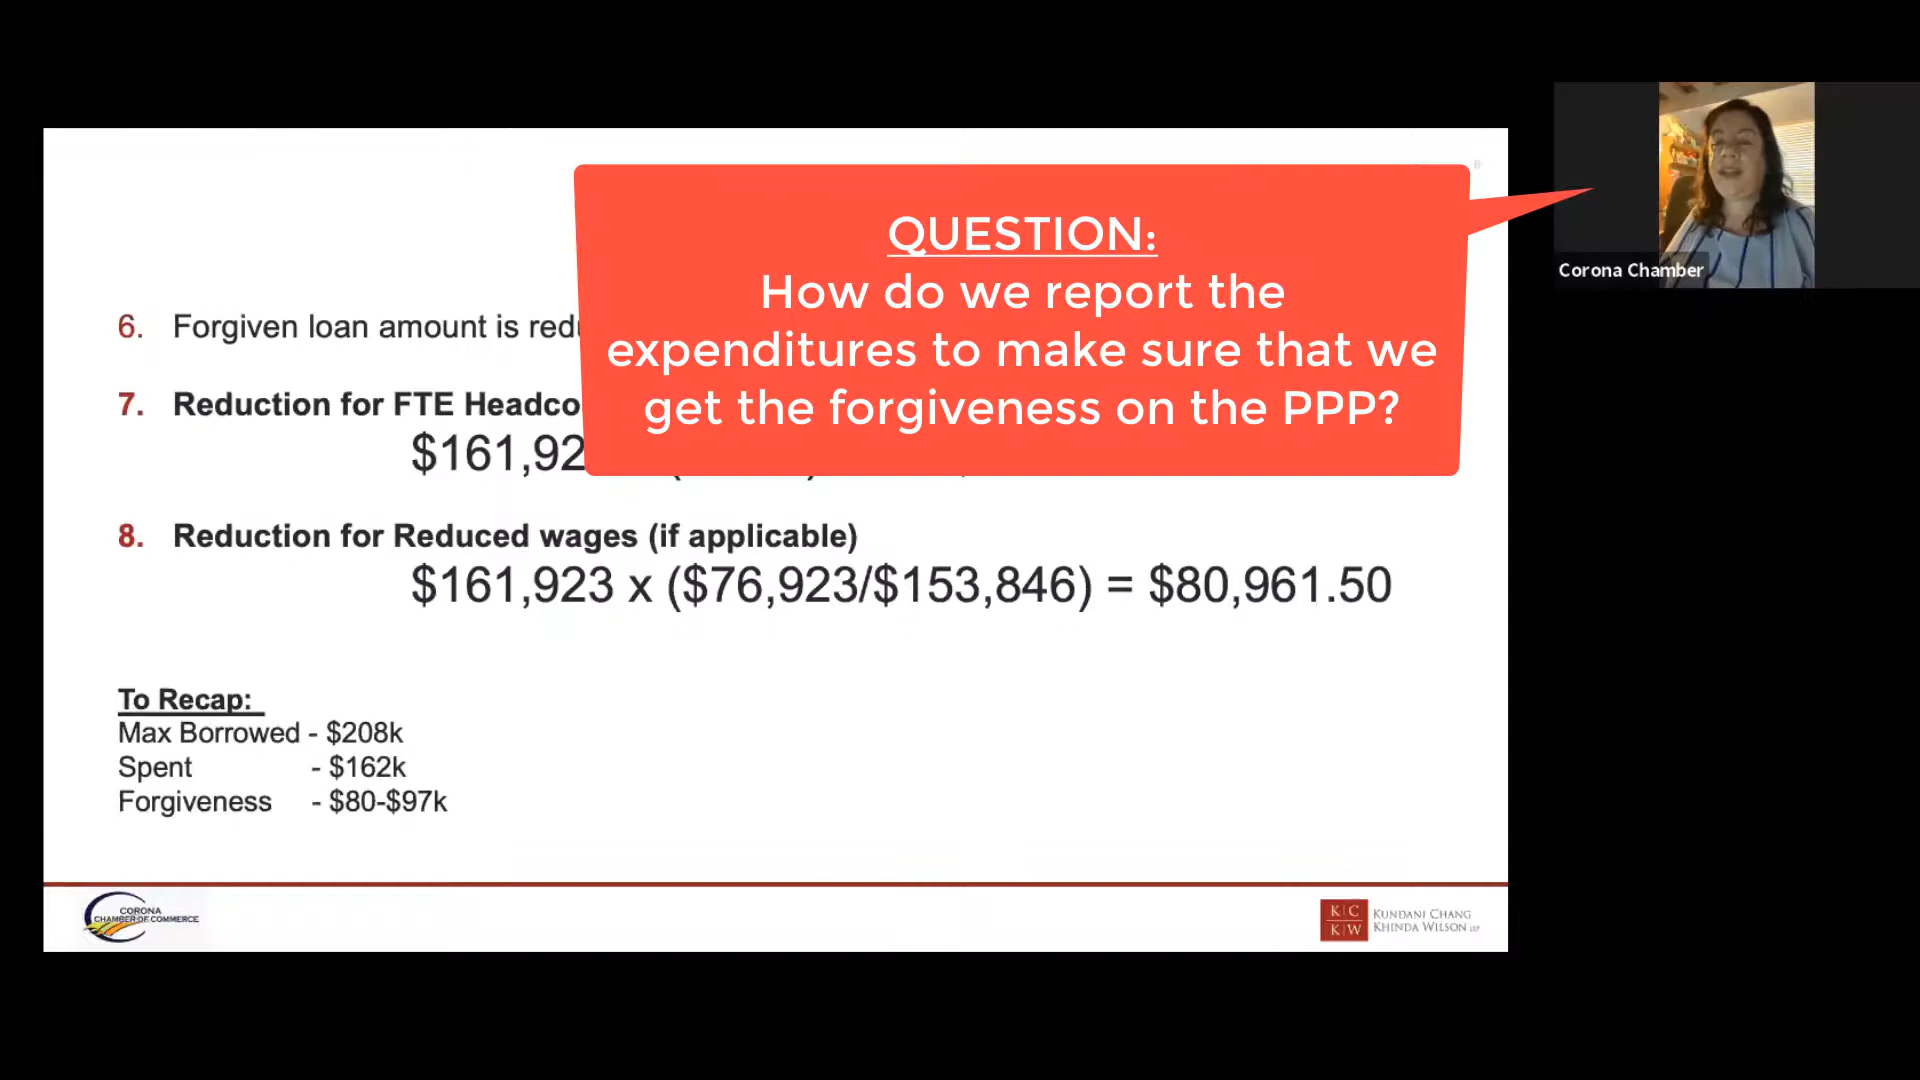 QUESTION:
How do we report the
expenditures to make sure that we
get the forgiveness on the PPP?
Corona Chamber
6. Forgiven loan amount is
7. Reduction for FTE
$161,92
8. Reduction for Reduced wages (if applicable)
$161,923 x ($76,923/$153,846) = $80,961.50
To Recap:
Max Borrowed - $208k
Spent - $162k
Forgiveness - $80-$97k
CORONA
CHAMBER OF COMMERCE
K C
K W
KUNDANI CHANG
KHINDA WILSON LLP